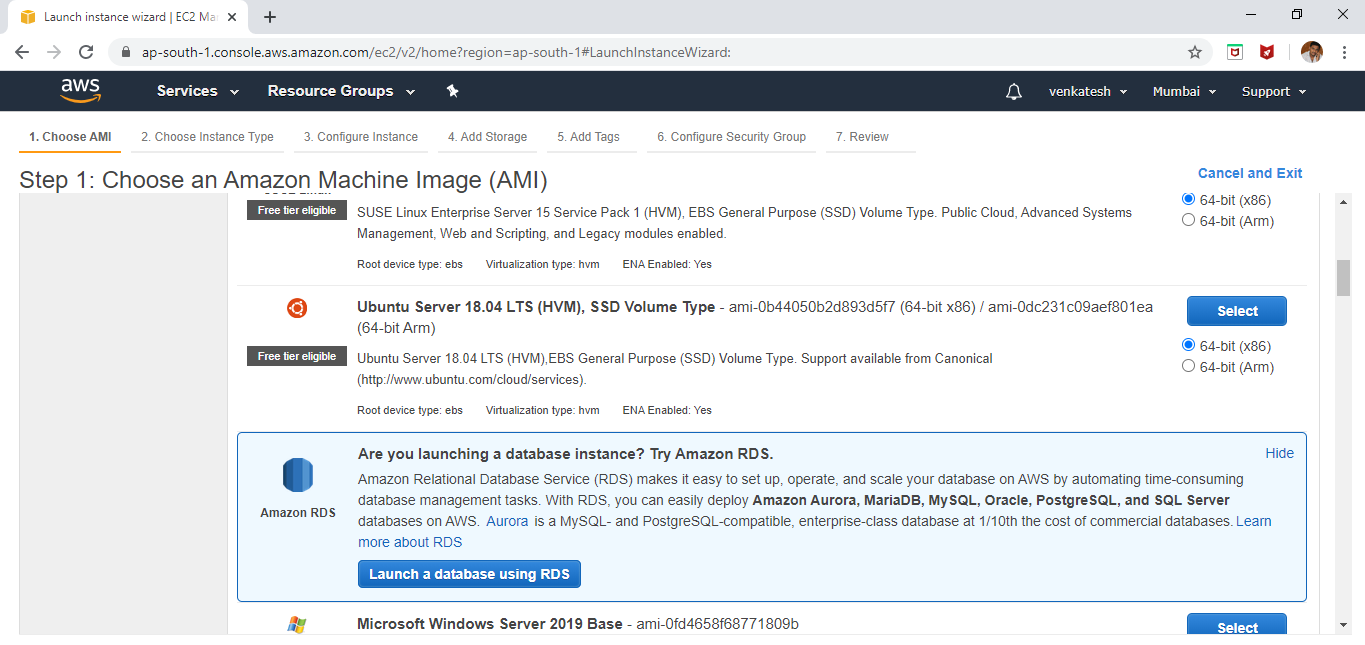 Launch instance wizard | EC2 Mar
ap-south-1.console.aws.amazon.com/ec2/v2/home?region=ap-south-1#LaunchInstanceWizard:
aws Services Resource Groups venkatesh Mumbai Support
1. Choose AMI 2. Choose Instance Type 3. Configure Instance 4. Add Storage 5. Add Tags 6. Configure Security Group 7. Review
Step 1: Choose an Amazon Machine Image (AMI)
Cancel and Exit
Free tier eligible
SUSE Linux Enterprise Server 15 Service Pack 1 (HVM), EBS General Purpose (SSD) Volume Type. Public Cloud, Advanced Systems
Management, Web and Scripting, and Legacy modules enabled.
Root device type: ebs Virtualization type: hvm ENA Enabled: Yes
64-bit (x86)
64-bit (Arm)
Ubuntu Server 18.04 LTS (HVM), SSD Volume Type - ami-0b44050b2d893d5f7 (64-bit x86) / ami-0dc231c09aef801ea
(64-bit Arm)
Select
Free tier eligible
Ubuntu Server 18.04 LTS (HVM),EBS General Purpose (SSD) Volume Type. Support available from Canonical
(http://www.ubuntu.com/cloud/services).
64-bit (x86)
64-bit (Arm)
Root device type: ebs Virtualization type: hvm ENA Enabled: Yes
Amazon RDS
Are you launching a database instance? Try Amazon RDS.
Hide
Amazon Relational Database Service (RDS) makes it easy to set up, operate, and scale your database on AWS by automating time-consuming
database management tasks. With RDS, you can easily deploy Amazon Aurora, MariaDB, MySQL, Oracle, PostgreSQL, and SQL Server
databases on AWS. Aurora is a MySQL- and PostgreSQL-compatible, enterprise-class database at 1/10th the cost of commercial databases. Learn
more about RDS
Launch a database using RDS
Microsoft Windows Server 2019 Base - ami-0fd4658f68771809b
Select